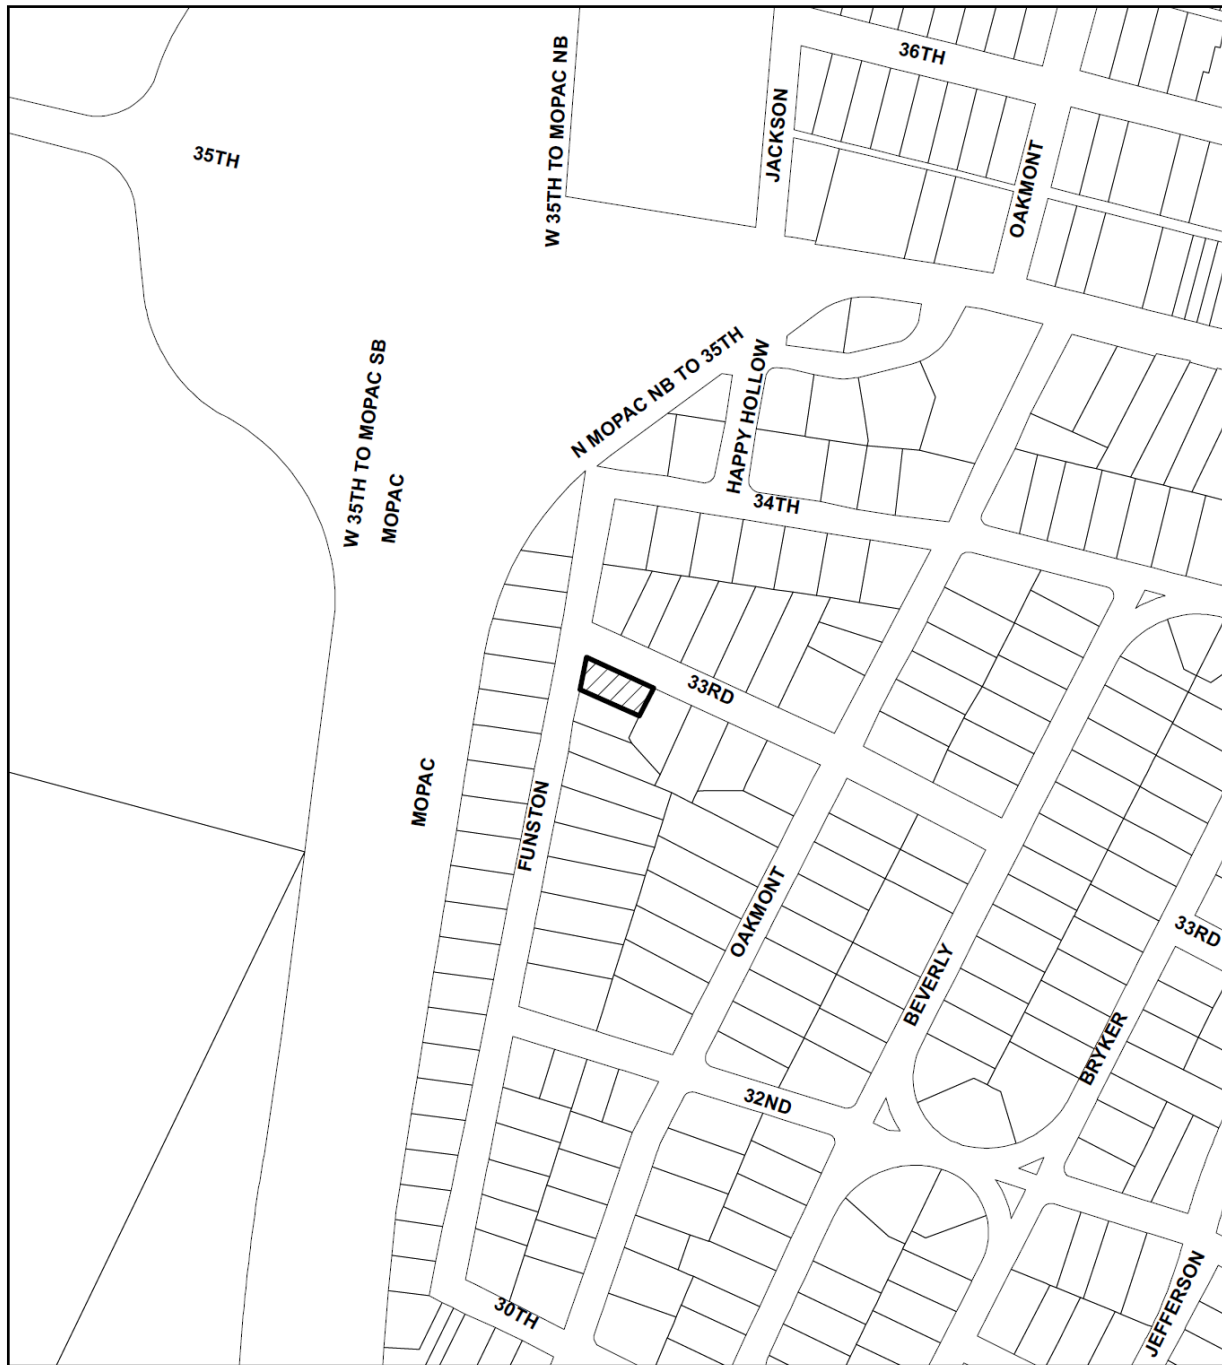 36TH
W 35TH TO MOPAC NB
JACKSON
35TH
OAKMONT
N MOPAC NB TO 35TH
HAPPY HOLLOW
W 35TH TO MOPAC SB
MOPAC
34TH
33RD
MOPAC
FUNSTON
OAKMONT
33RD
BEVERLY
BRYKER
32ND
JEFFERSON
30TH